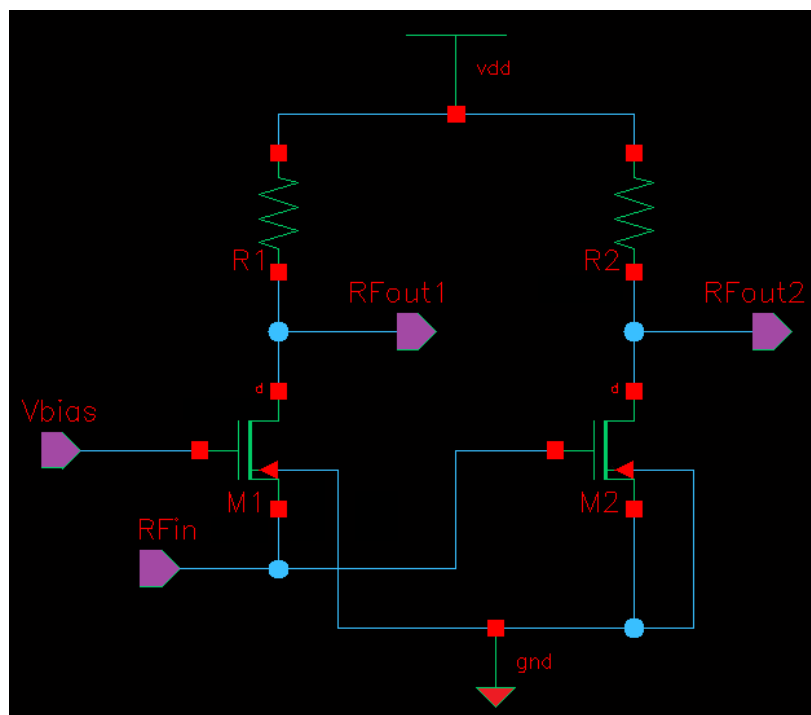 vdd
R1
R2
RFout1
RFout2
d
d
Vbias
M1
M2
RFin
gnd